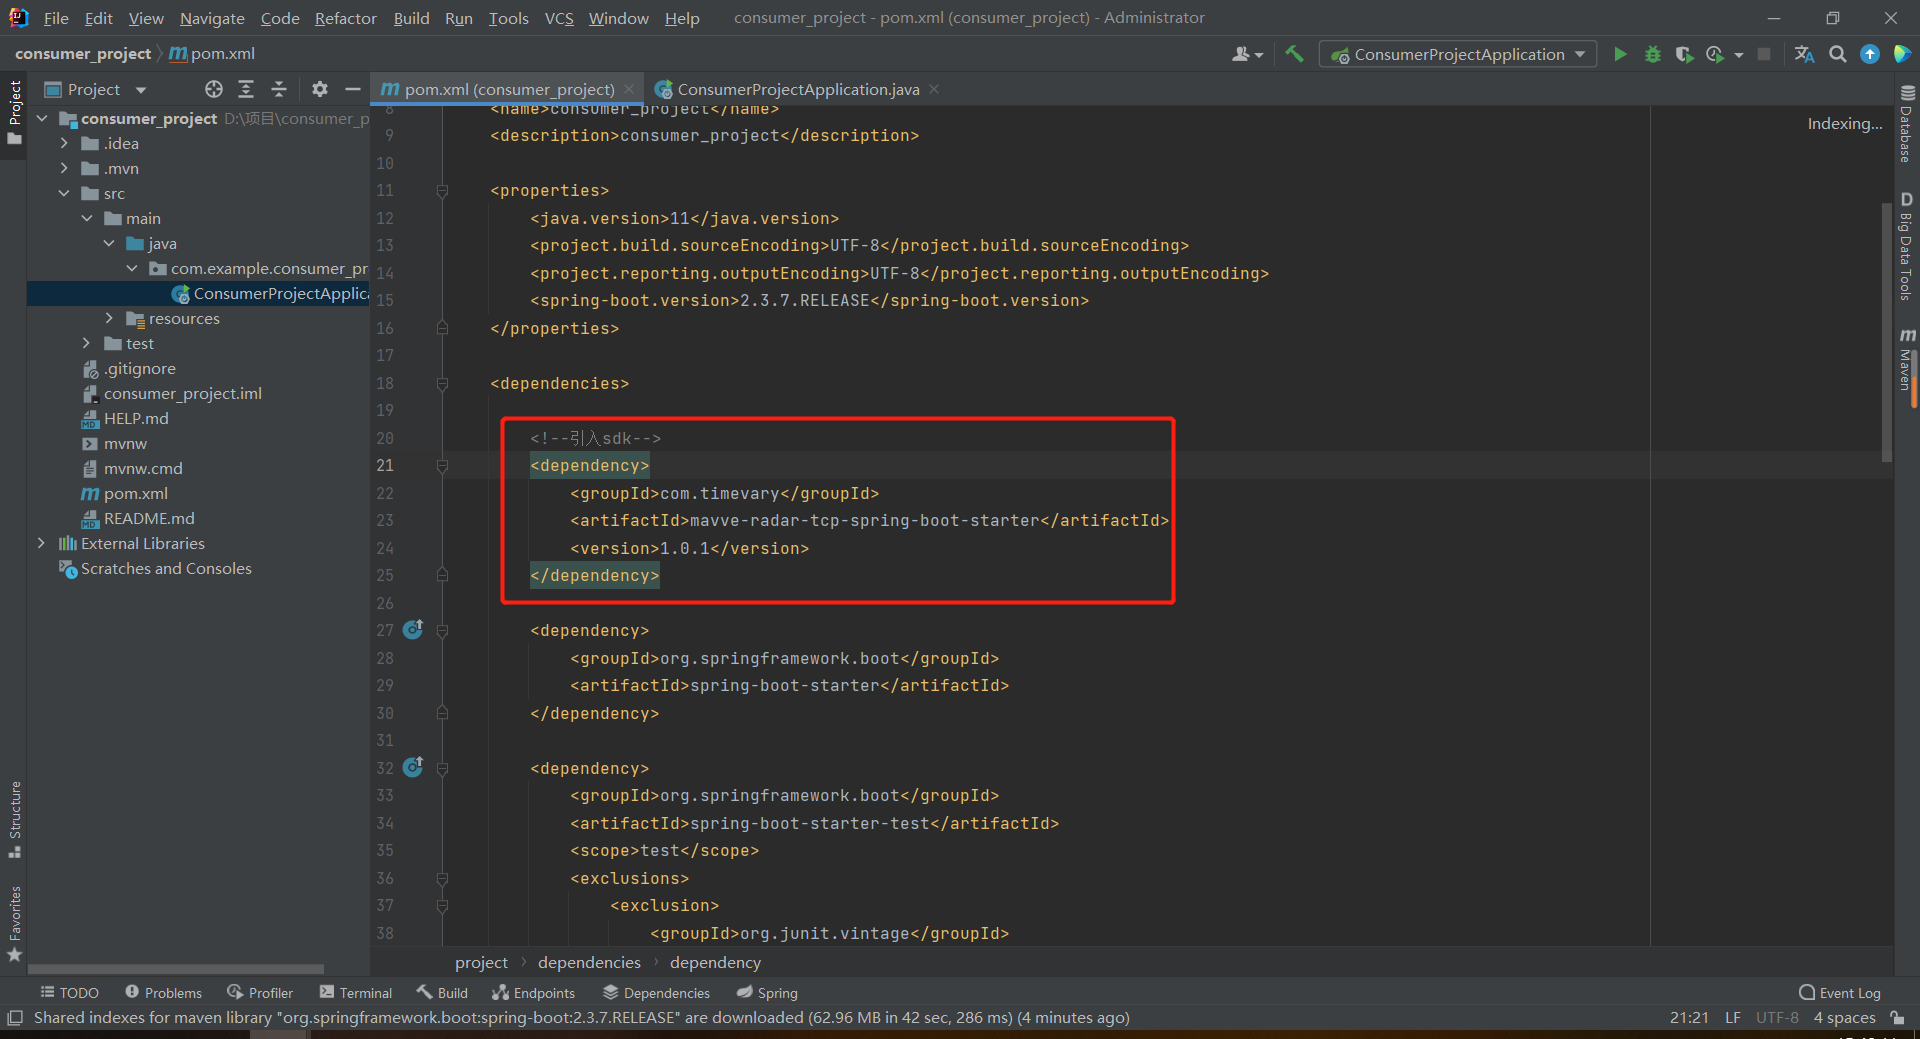 File Edit View Navigate Code Refactor Build Run Tools VCS Window Help consumer_project - pom.xml (consumer_project) - Administrator
consumer_project pom.xml
ConsumerProjectApplication
Project
pom.xml (consumer_project)
ConsumerProjectApplication.java
Project
consumer_project D:\项目\consumer_p
.idea
.mvn
src
main
java
com.example.consumer_pr
ConsumerProjectApplica
resources
test
.gitignore
consumer_project.iml
HELP.md
mvnw
mvnw.cmd
pom.xml
README.md
External Libraries
Scratches and Consoles
Structure
Favorites
8 <name>consumer_project</name>
9 <description>consumer_project</description>
10
11 <properties>
12 <java.version>11</java.version>
13 <project.build.sourceEncoding>UTF-8</project.build.sourceEncoding>
14 <project.reporting.outputEncoding>UTF-8</project.reporting.outputEncoding>
15 <spring-boot.version>2.3.7.RELEASE</spring-boot.version>
16 </properties>
17
18 <dependencies>
19
20 <!--引入sdk-->
21 <dependency>
22 <groupId>com.timevary</groupId>
23 <artifactId>mavve-radar-tcp-spring-boot-starter</artifactId>
24 <version>1.0.1</version>
25 </dependency>
26
27 <dependency>
28 <groupId>org.springframework.boot</groupId>
29 <artifactId>spring-boot-starter</artifactId>
30 </dependency>
31
32 <dependency>
33 <groupId>org.springframework.boot</groupId>
34 <artifactId>spring-boot-starter-test</artifactId>
35 <scope>test</scope>
36 <exclusions>
37 <exclusion>
38 <groupId>org.junit.vintage</groupId>
Indexing...
Database
Big Data Tools
Maven
project dependencies dependency
TODO Problems Profiler Terminal Build Endpoints Dependencies Spring Event Log
Shared indexes for maven library "org.springframework.boot:spring-boot:2.3.7.RELEASE" are downloaded (62.96 MB in 42 sec, 286 ms) (4 minutes ago) 21:21 LF UTF-8 4 spaces